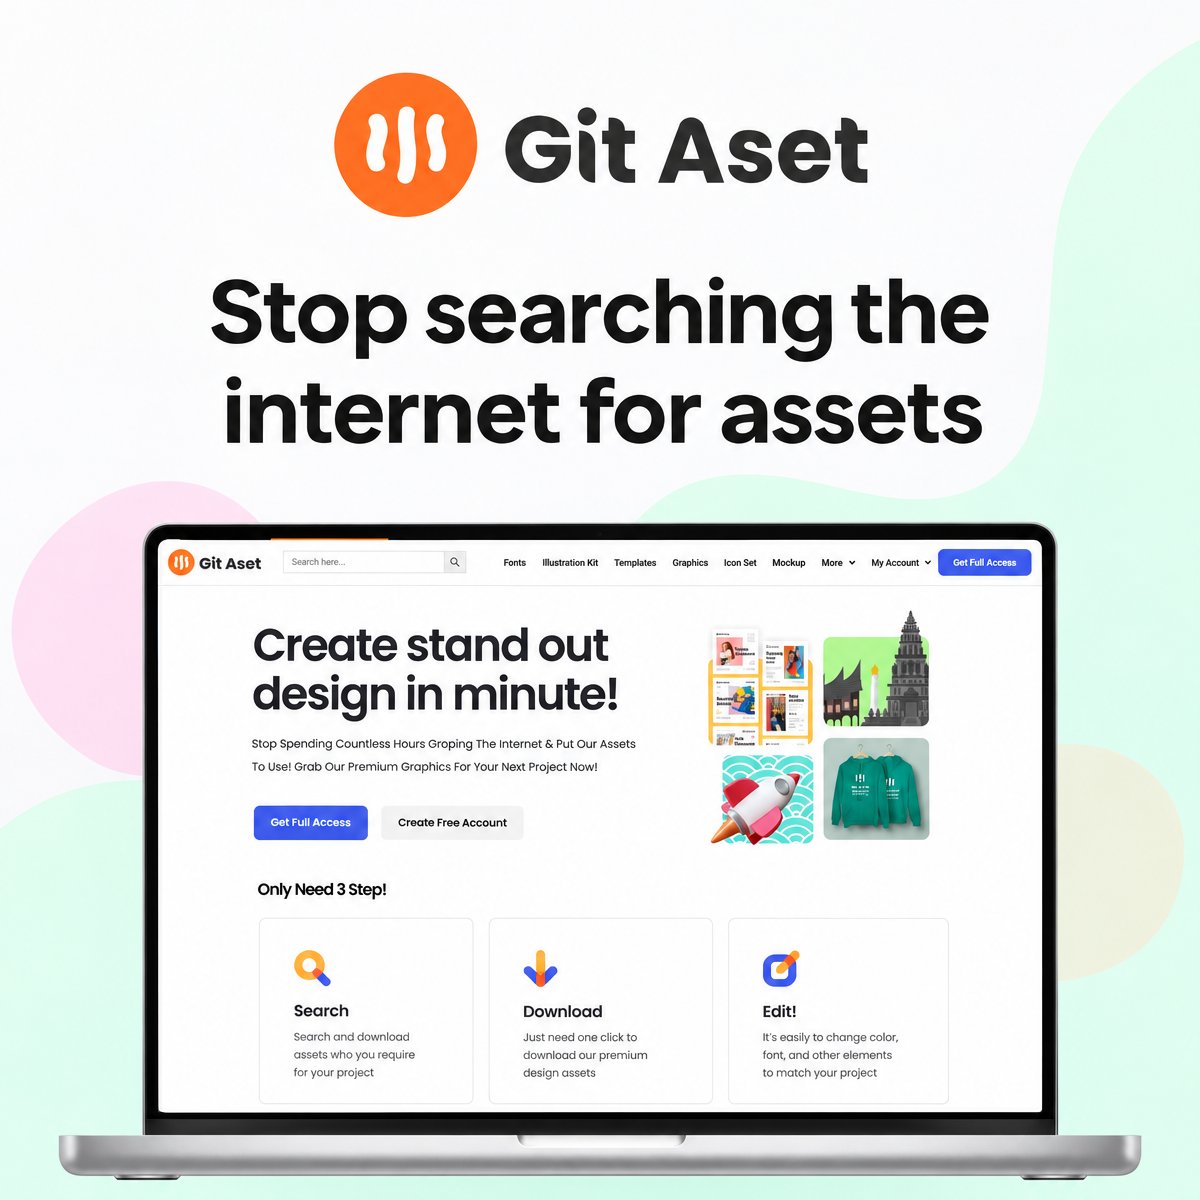 Git Aset
Stop searching the
internet for assets
Git Aset
Search here...
Fonts
Illustration Kit
Templates
Graphics
Icon Set
Mockup
More
My Account
Get Full Access
Create stand out
design in minute!
Stop Spending Countless Hours Groping The Internet & Put Our Assets
To Use! Grab Our Premium Graphics For Your Next Project Now!
Get Full Access
Create Free Account
Only Need 3 Step!
Search
Search and download
assets who you require
for your project
Download
Just need one click to
download our premium
design assets
Edit!
It's easily to change color,
font, and other elements
to match your project